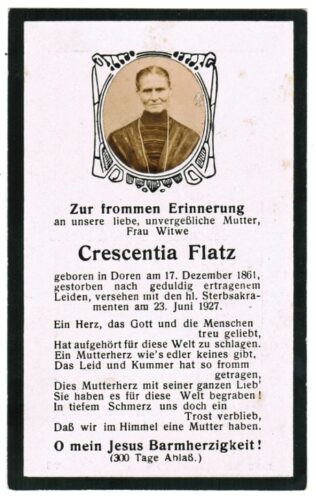 Zur frommen Erinnerung
an unsere liebe, unvergeßliche Mutter,
Frau Witwe
Crescentia Flatz
geboren in Doren am 17. Dezember 1861,
gestorben nach geduldig ertragenem
Leiden, versehen mit den hl. Sterbsakra-
menten am 23. Juni 1927.
Ein Herz, das Gott und die Menschen
treu geliebt,
Hat aufgehört für diese Welt zu schlagen.
Ein Mutterherz wie's edler keines gibt,
Das Leid und Kummer hat so fromm
getragen,
Dies Mutterherz mit seiner ganzen Lieb'
Sie haben es für diese Welt begraben!
In tiefem Schmerz uns doch ein
Trost verblieb,
Daß wir im Himmel eine Mutter haben.
O mein Jesus Barmherzigkeit!
(300 Tage Ablaß.)